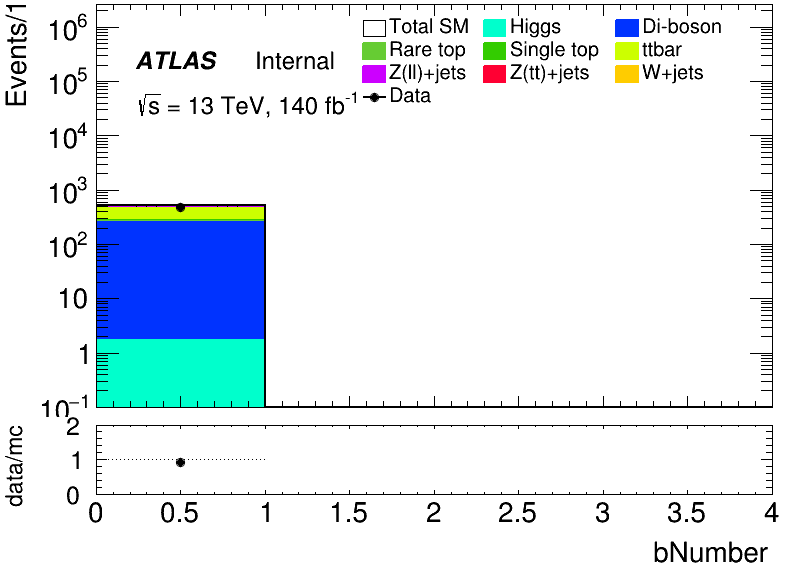 Events/1
10⁶
10⁵
10⁴
10³
10²
10
1
10⁻¹
ATLAS Internal
√s = 13 TeV, 140 fb⁻¹
Total SM Higgs Di-boson
Rare top Single top ttbar
Z(ll)+jets Z(tt)+jets W+jets
Data
data/mc
2
1
0
0 0.5 1 1.5 2 2.5 3 3.5 4
bNumber